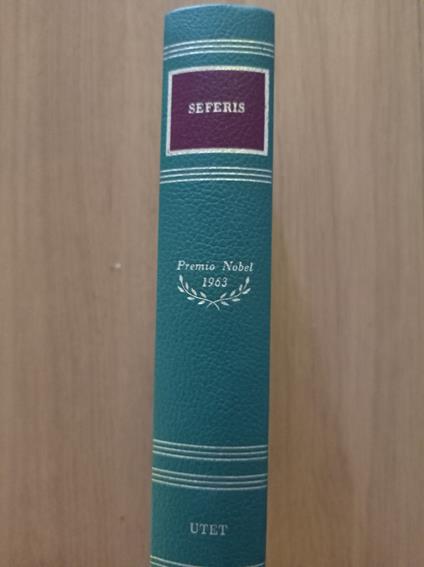 SEFERIS
Premio Nobel
1963
UTET